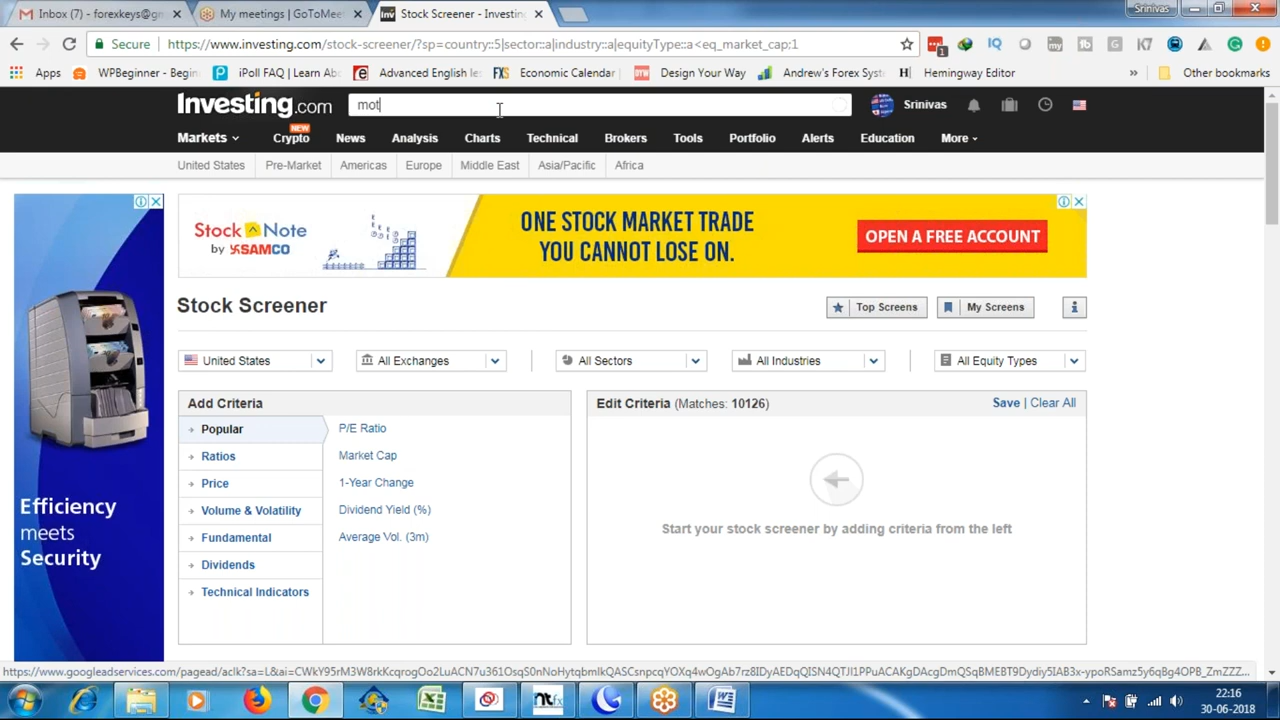 Inbox (7) - forexkeys@gm
My meetings | GoToMee
Stock Screener - Investing
Srinivas
Secure
https://www.investing.com/stock-screener/?sp=country::5|sector::a|industry::a|equityType::a<eq_market_cap;1
Apps
WPBeginner - Begin
iPoll FAQ | Learn Ab
Advanced English le
Economic Calendar
Design Your Way
Andrew's Forex Syst
Hemingway Editor
»
Other bookmarks
Investing.com
mot
Srinivas
Markets
NEW
Crypto
News
Analysis
Charts
Technical
Brokers
Tools
Portfolio
Alerts
Education
More
United States
Pre-Market
Americas
Europe
Middle East
Asia/Pacific
Africa
Stock Note
by SAMCO
ONE STOCK MARKET TRADE
YOU CANNOT LOSE ON.
OPEN A FREE ACCOUNT
Stock Screener
Top Screens
My Screens
United States
All Exchanges
All Sectors
All Industries
All Equity Types
Add Criteria
Popular
Ratios
Price
Volume & Volatility
Fundamental
Dividends
Technical Indicators
P/E Ratio
Market Cap
1-Year Change
Dividend Yield (%)
Average Vol. (3m)
Edit Criteria (Matches: 10126)
Save | Clear All
Start your stock screener by adding criteria from the left
Efficiency
meets
Security
22:16
30-06-2018